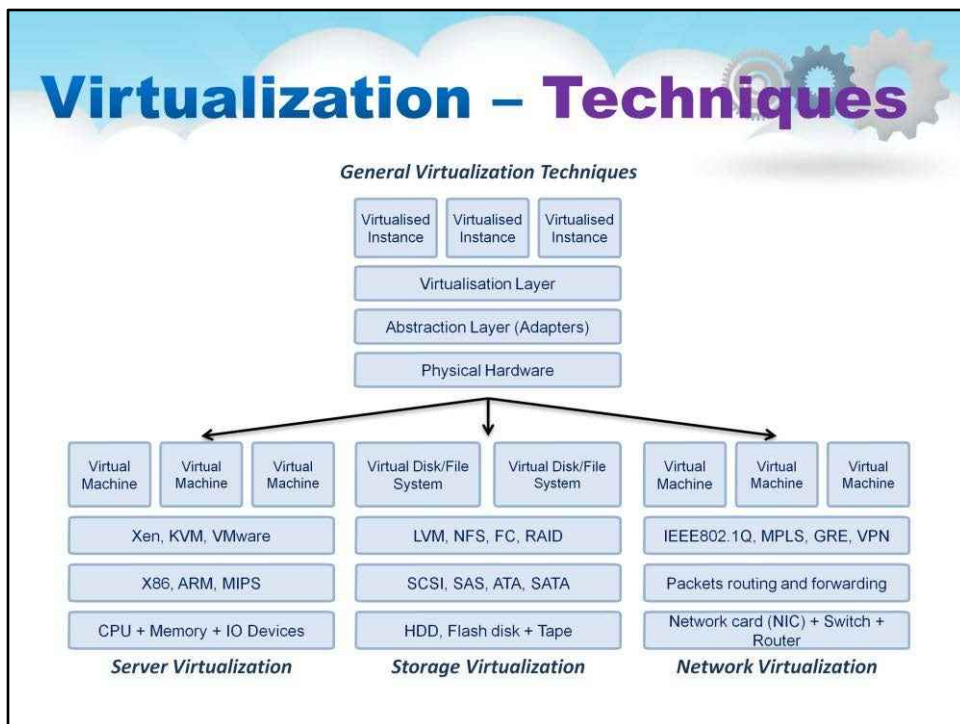 Virtualization – Techniques
General Virtualization Techniques
Virtualised Instance
Virtualised Instance
Virtualised Instance
Virtualisation Layer
Abstraction Layer (Adapters)
Physical Hardware
Virtual Machine
Virtual Machine
Virtual Machine
Xen, KVM, VMware
X86, ARM, MIPS
CPU + Memory + IO Devices
Server Virtualization
Virtual Disk/File System
Virtual Disk/File System
LVM, NFS, FC, RAID
SCSI, SAS, ATA, SATA
HDD, Flash disk + Tape
Storage Virtualization
Virtual Machine
Virtual Machine
Virtual Machine
IEEE802.1Q, MPLS, GRE, VPN
Packets routing and forwarding
Network card (NIC) + Switch + Router
Network Virtualization